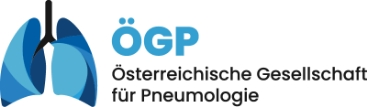 ÖGP
Österreichische Gesellschaft
für Pneumologie